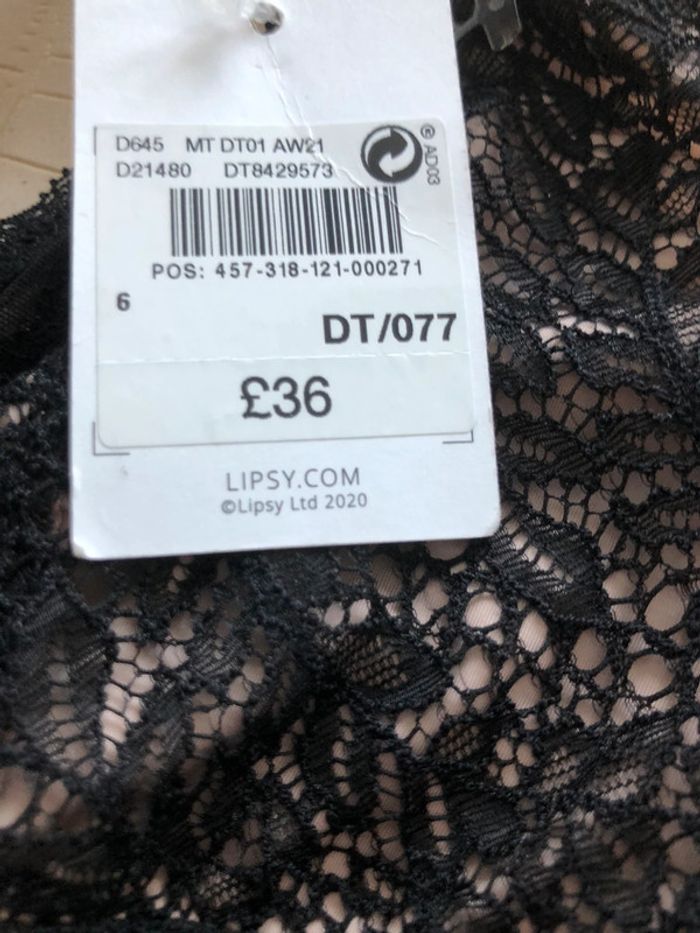 D645 MT DT01 AW21
D21480 DT8429573
® AD03
POS: 457-318-121-000271
6
DT/077
£36
LIPSY.COM
©Lipsy Ltd 2020